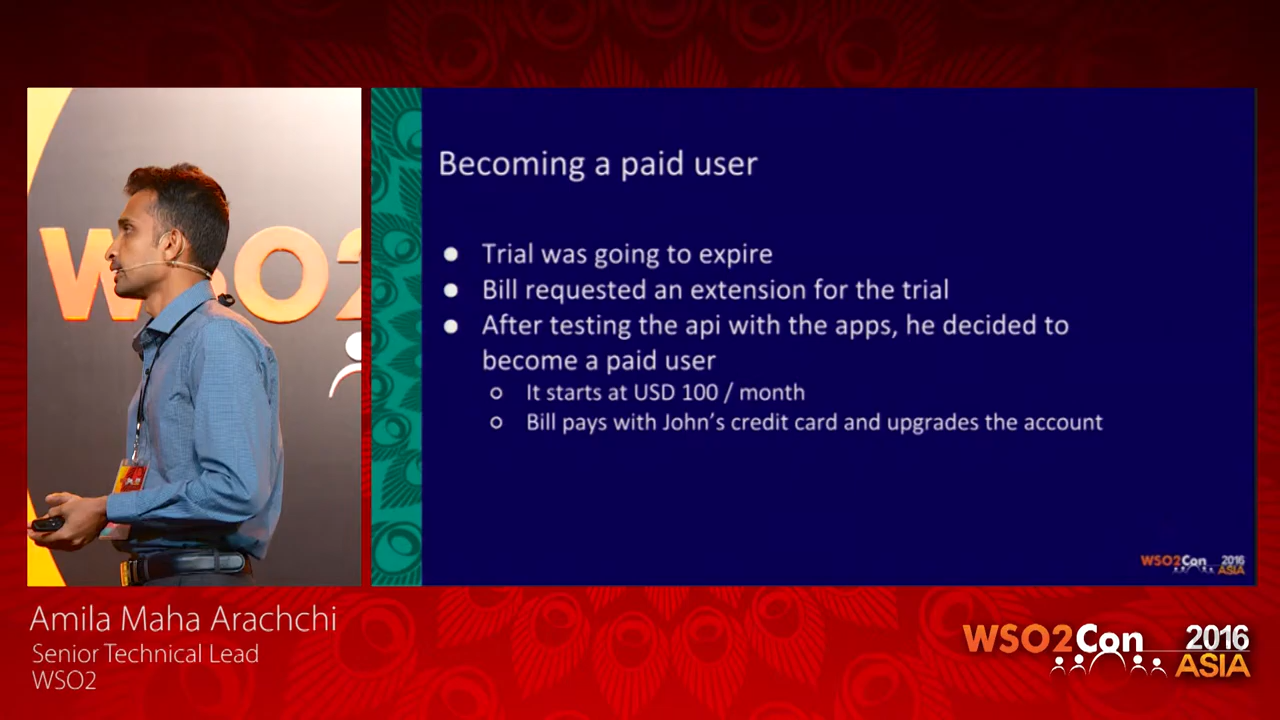 WSO2
Becoming a paid user
● Trial was going to expire
● Bill requested an extension for the trial
● After testing the api with the apps, he decided to
become a paid user
○ It starts at USD 100 / month
○ Bill pays with John's credit card and upgrades the account
WSO2Con 2016
ASIA
Amila Maha Arachchi
Senior Technical Lead
WSO2
WSO2Con 2016
ASIA